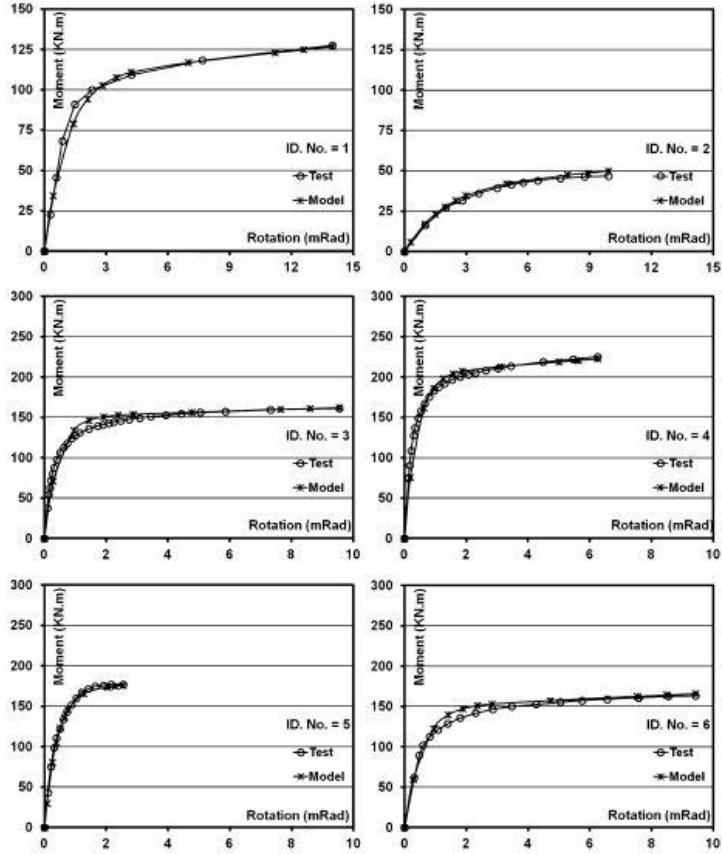 150
125
100
75
50
25
0
Moment (KN.m)
ID. No. = 1
Test
Model
Rotation (mRad)
0 3 6 9 12 15
150
125
100
75
50
25
0
Moment (KN.m)
ID. No. = 2
Test
Model
Rotation (mRad)
0 3 6 9 12 15
300
250
200
150
100
50
0
Moment (KN.m)
ID. No. = 3
Test
Model
Rotation (mRad)
0 2 4 6 8 10
300
250
200
150
100
50
0
Moment (KN.m)
ID. No. = 4
Test
Model
Rotation (mRad)
0 2 4 6 8 10
300
250
200
150
100
50
0
Moment (KN.m)
ID. No. = 5
Test
Model
Rotation (mRad)
0 2 4 6 8 10
300
250
200
150
100
50
0
Moment (KN.m)
ID. No. = 6
Test
Model
Rotation (mRad)
0 2 4 6 8 10